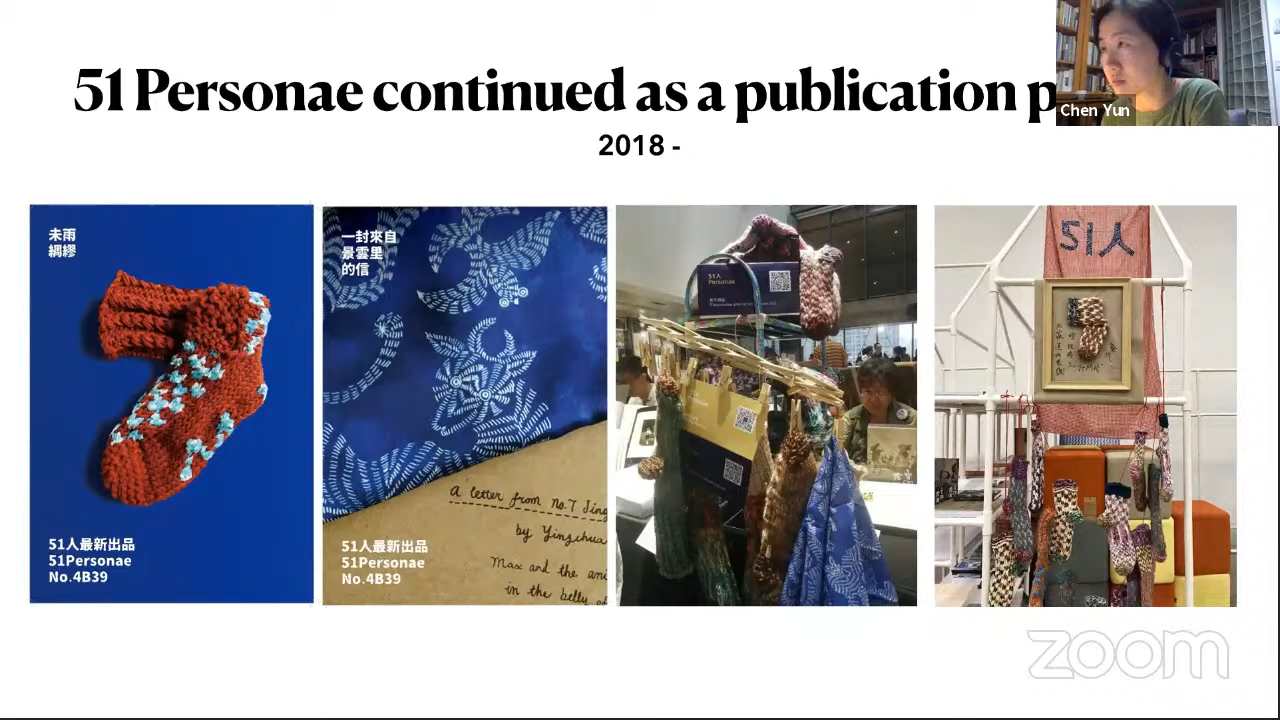 51 Personae continued as a publication p
Chen Yun
2018 -
未雨
綢繆
51人最新出品
51Personae
No.4B39
一封來自
景雲里
的信
A letter from No.7 Jing
by Yingchua
Max and the ani
in the belly of
51人最新出品
51Personae
No.4B39
51人
Personae
51人
zoom